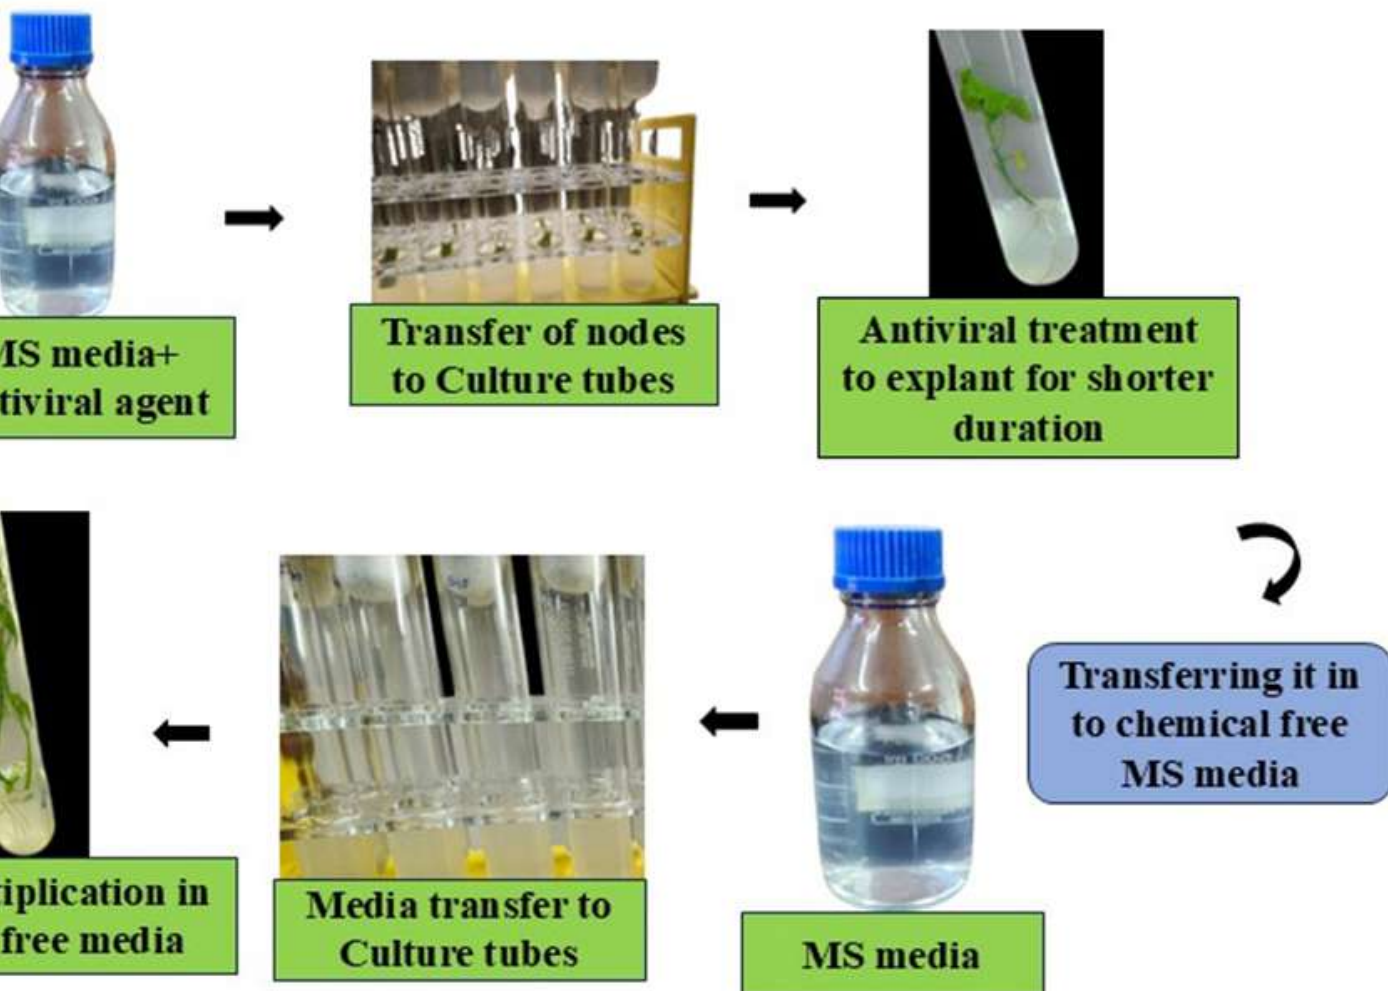 MS media+
tiviral agent
Transfer of nodes
to Culture tubes
Antiviral treatment
to explant for shorter
duration
Transferring it in
to chemical free
MS media
MS media
Media transfer to
Culture tubes
tiplication in
free media